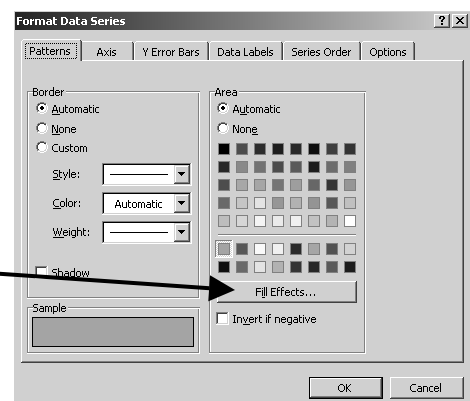 Format Data Series
Patterns Axis Y Error Bars Data Labels Series Order Options
Border
Automatic
None
Custom
Style:
Color: Automatic
Weight:
Shadow
Sample
Area
Automatic
None
Fill Effects...
Invert if negative
OK Cancel